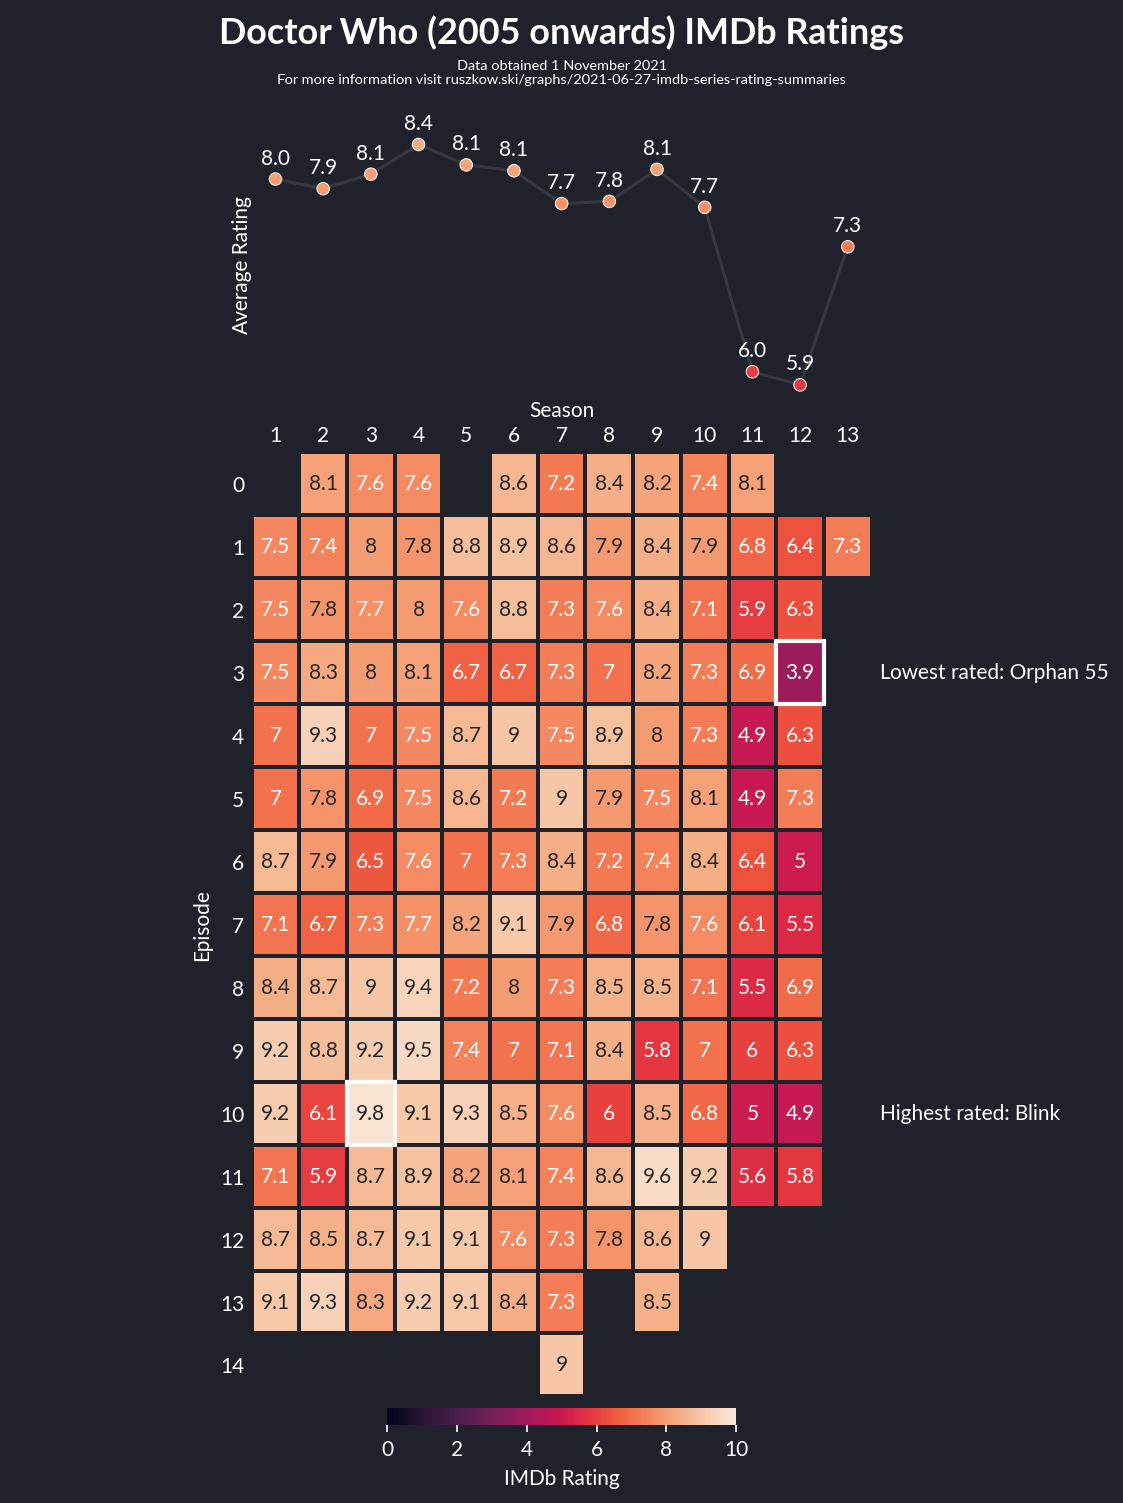 Doctor Who (2005 onwards) IMDb Ratings
Data obtained 1 November 2021
For more information visit ruszkow.ski/graphs/2021-06-27-imdb-series-rating-summaries
8.0 7.9 8.1 8.4 8.1 8.1 7.7 7.8 8.1 7.7 6.0 5.9 7.3
Average Rating
Season
1 2 3 4 5 6 7 8 9 10 11 12 13
Episode
0 8.1 7.6 7.6 8.6 7.2 8.4 8.2 7.4 8.1
1 7.5 7.4 8 7.8 8.8 8.9 8.6 7.9 8.4 7.9 6.8 6.4 7.3
2 7.5 7.8 7.7 8 7.6 8.8 7.3 7.6 8.4 7.1 5.9 6.3
3 7.5 8.3 8 8.1 6.7 6.7 7.3 7 8.2 7.3 6.9 3.9 Lowest rated: Orphan 55
4 7 9.3 7 7.5 8.7 9 7.5 8.9 8 7.3 4.9 6.3
5 7 7.8 6.9 7.5 8.6 7.2 9 7.9 7.5 8.1 4.9 7.3
6 8.7 7.9 6.5 7.6 7 7.3 8.4 7.2 7.4 8.4 6.4 5
7 7.1 6.7 7.3 7.7 8.2 9.1 7.9 6.8 7.8 7.6 6.1 5.5
8 8.4 8.7 9 9.4 7.2 8 7.3 8.5 8.5 7.1 5.5 6.9
9 9.2 8.8 9.2 9.5 7.4 7 7.1 8.4 5.8 7 6 6.3
10 9.2 6.1 9.8 9.1 9.3 8.5 7.6 6 8.5 6.8 5 4.9 Highest rated: Blink
11 7.1 5.9 8.7 8.9 8.2 8.1 7.4 8.6 9.6 9.2 5.6 5.8
12 8.7 8.5 8.7 9.1 9.1 7.6 7.3 7.8 8.6 9
13 9.1 9.3 8.3 9.2 9.1 8.4 7.3 8.5
14 9
0 2 4 6 8 10
IMDb Rating